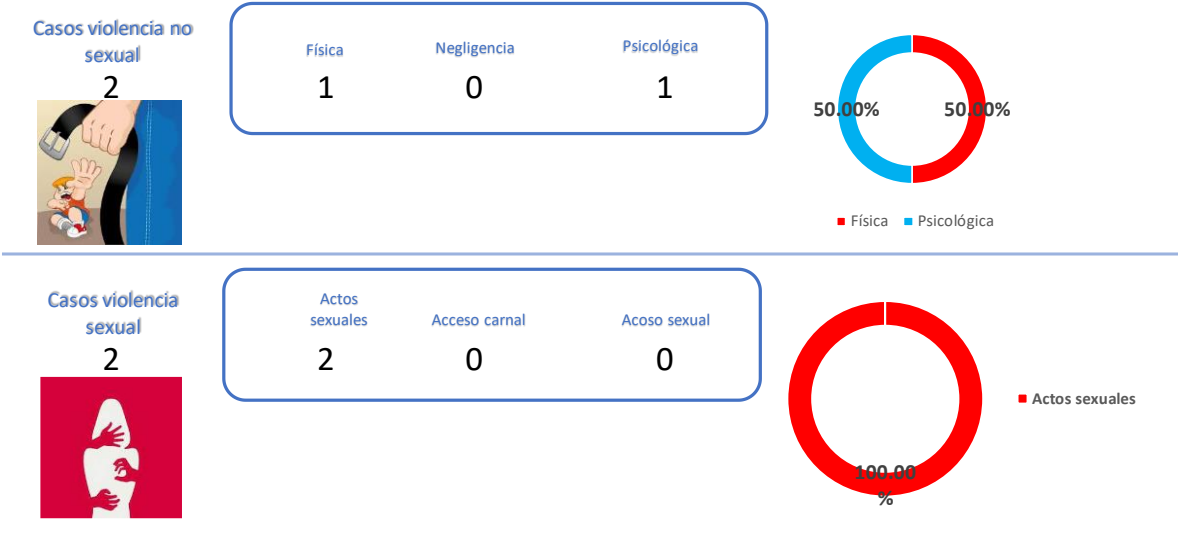 Casos violencia no
sexual
2
Física
Negligencia
Psicológica
1
0
1
50.00%
50.00%
Física
Psicológica
Casos violencia
sexual
2
Actos
sexuales
Acceso carnal
Acoso sexual
2
0
0
100.00
%
Actos sexuales